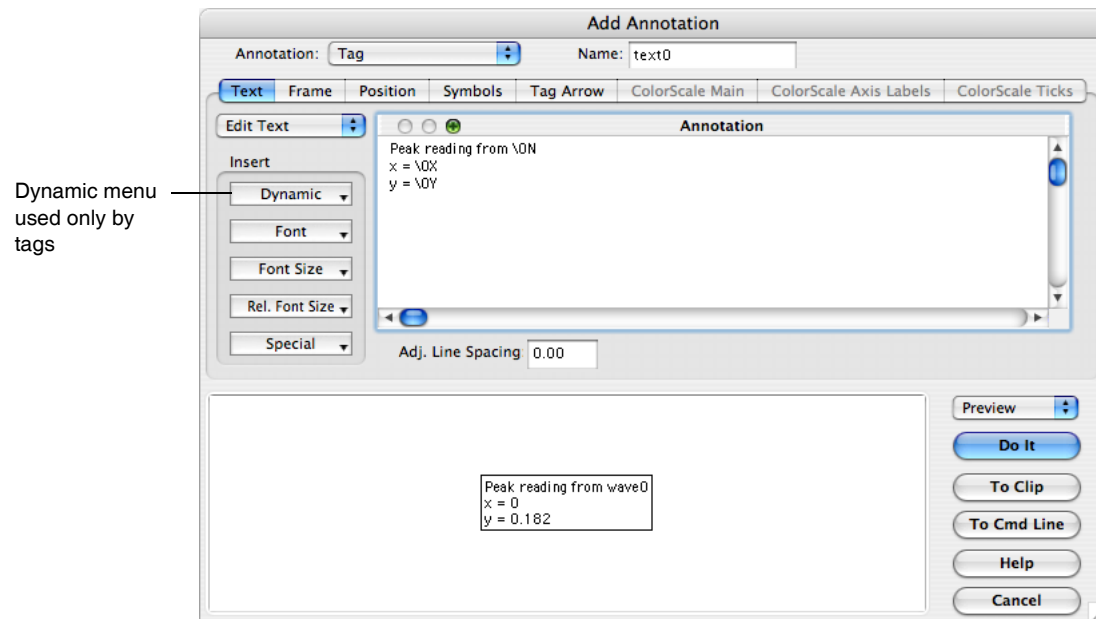 Add Annotation
Annotation: Tag Name: text0
Text Frame Position Symbols Tag Arrow ColorScale Main ColorScale Axis Labels ColorScale Ticks
Edit Text
Annotation
Peak reading from \0N
x = \0X
y = \0Y
Insert
Dynamic
Font
Font Size
Rel. Font Size
Special
Dynamic menu
used only by
tags
Adj. Line Spacing 0.00
Peak reading from wave0
x = 0
y = 0.182
Preview
Do It
To Clip
To Cmd Line
Help
Cancel